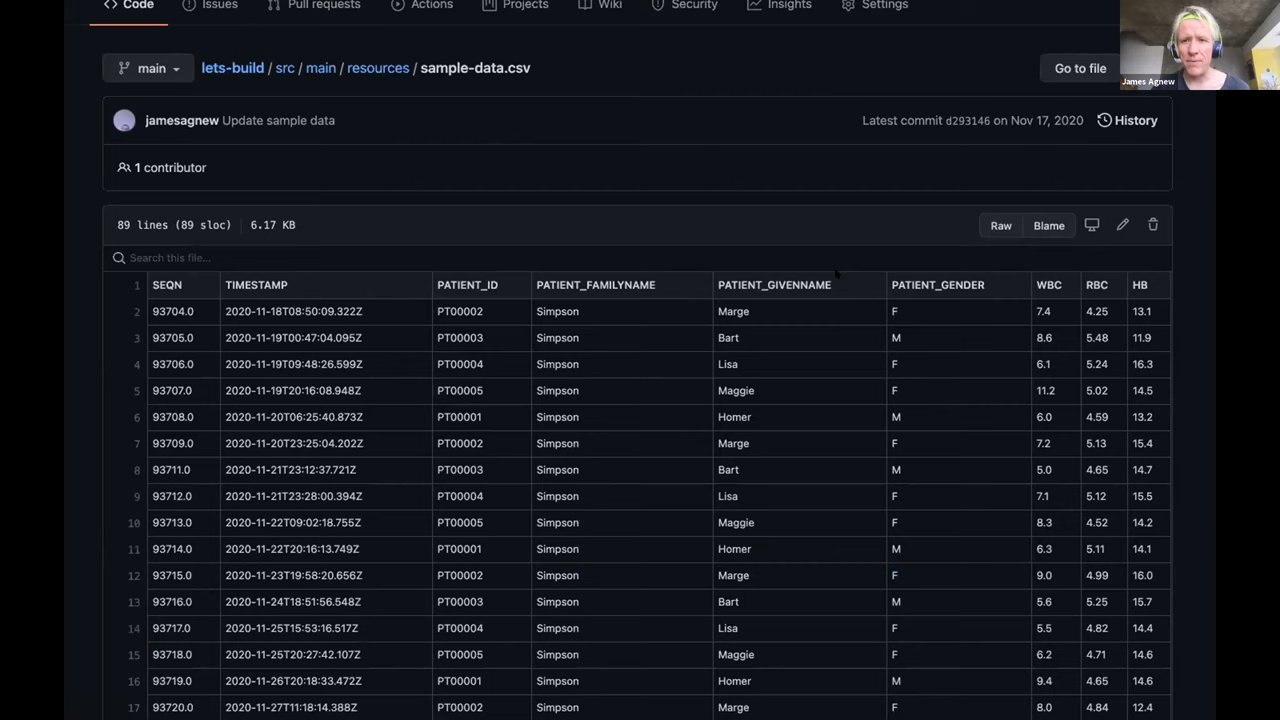 Code Issues Pull requests Actions Projects Wiki Security Insights Settings
James Agnew
main lets-build / src / main / resources / sample-data.csv Go to file
jamesagnew Update sample data Latest commit d293146 on Nov 17, 2020 History
1 contributor
89 lines (89 sloc) 6.17 KB Raw Blame
Search this file...
1 SEQN TIMESTAMP PATIENT_ID PATIENT_FAMILYNAME PATIENT_GIVENNAME PATIENT_GENDER WBC RBC HB
2 93704.0 2020-11-18T08:50:09.322Z PT00002 Simpson Marge F 7.4 4.25 13.1
3 93705.0 2020-11-19T00:47:04.095Z PT00003 Simpson Bart M 8.6 5.48 11.9
4 93706.0 2020-11-19T09:48:26.599Z PT00004 Simpson Lisa F 6.1 5.24 16.3
5 93707.0 2020-11-19T20:16:08.948Z PT00005 Simpson Maggie F 11.2 5.02 14.5
6 93708.0 2020-11-20T06:25:40.873Z PT00001 Simpson Homer M 6.0 4.59 13.2
7 93709.0 2020-11-20T23:25:04.202Z PT00002 Simpson Marge F 7.2 5.13 15.4
8 93711.0 2020-11-21T23:12:37.721Z PT00003 Simpson Bart M 5.0 4.65 14.7
9 93712.0 2020-11-21T23:28:00.394Z PT00004 Simpson Lisa F 7.1 5.12 15.5
10 93713.0 2020-11-22T09:02:18.755Z PT00005 Simpson Maggie F 8.3 4.52 14.2
11 93714.0 2020-11-22T20:16:13.749Z PT00001 Simpson Homer M 6.3 5.11 14.1
12 93715.0 2020-11-23T19:58:20.656Z PT00002 Simpson Marge F 9.0 4.99 16.0
13 93716.0 2020-11-24T18:51:56.548Z PT00003 Simpson Bart M 5.6 5.25 15.7
14 93717.0 2020-11-25T15:53:16.517Z PT00004 Simpson Lisa F 5.5 4.82 14.4
15 93718.0 2020-11-25T20:27:42.107Z PT00005 Simpson Maggie F 6.2 4.71 14.6
16 93719.0 2020-11-26T20:18:33.472Z PT00001 Simpson Homer M 9.4 4.65 14.6
17 93720.0 2020-11-27T11:18:14.388Z PT00002 Simpson Marge F 8.0 4.84 12.4